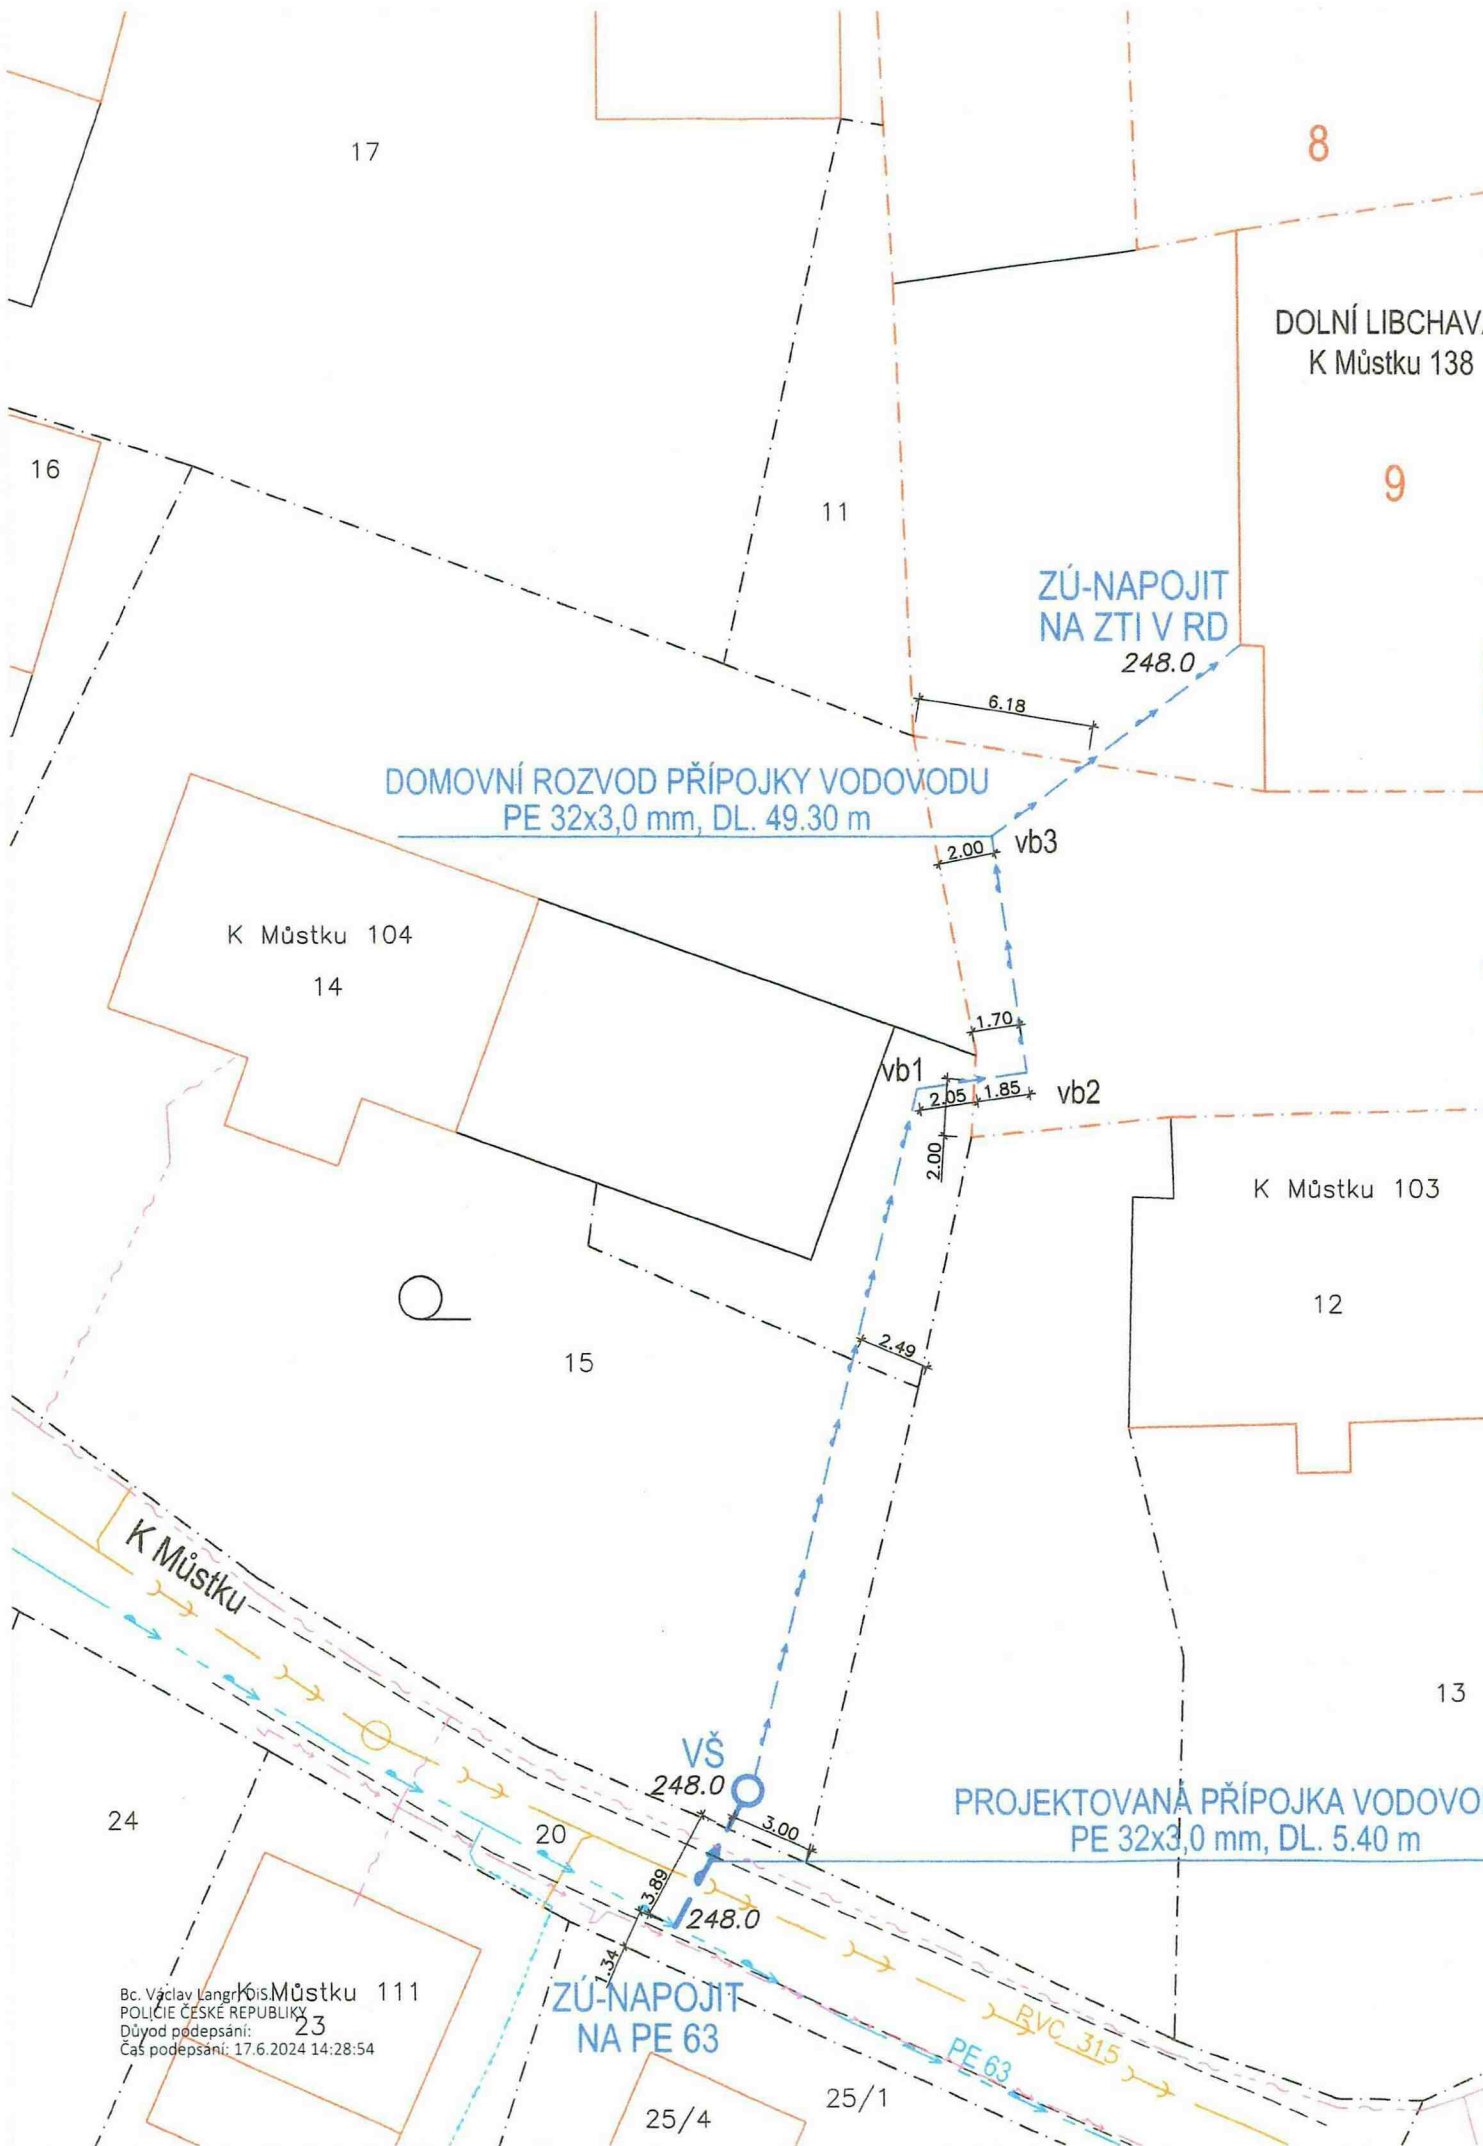 17
8
DOLNÍ LIBCHAVA
K Můstku 138
16
9
11
ZÚ-NAPOJIT
NA ZTI V RD
248.0
6.18
DOMOVNÍ ROZVOD PŘÍPOJKY VODOVODU
PE 32x3,0 mm, DL. 49.30 m
2.00
vb3
K Můstku 104
14
1.70
vb1
2.05
1.85
vb2
2.00
K Můstku 103
12
2.49
15
K Můstku
13
VŠ
248.0
3.00
PROJEKTOVANÁ PŘÍPOJKA VODOVO
PE 32x3,0 mm, DL. 5.40 m
24
20
3.89
248.0
1.34
ZÚ-NAPOJIT
NA PE 63
K Můstku 111
23
Bc. Václav Langr DiS.
POLICIE ČESKÉ REPUBLIKY
Důvod podepsání:
Čas podepsání: 17.6.2024 14:28:54
PVC 315
PE 63
25/1
25/4